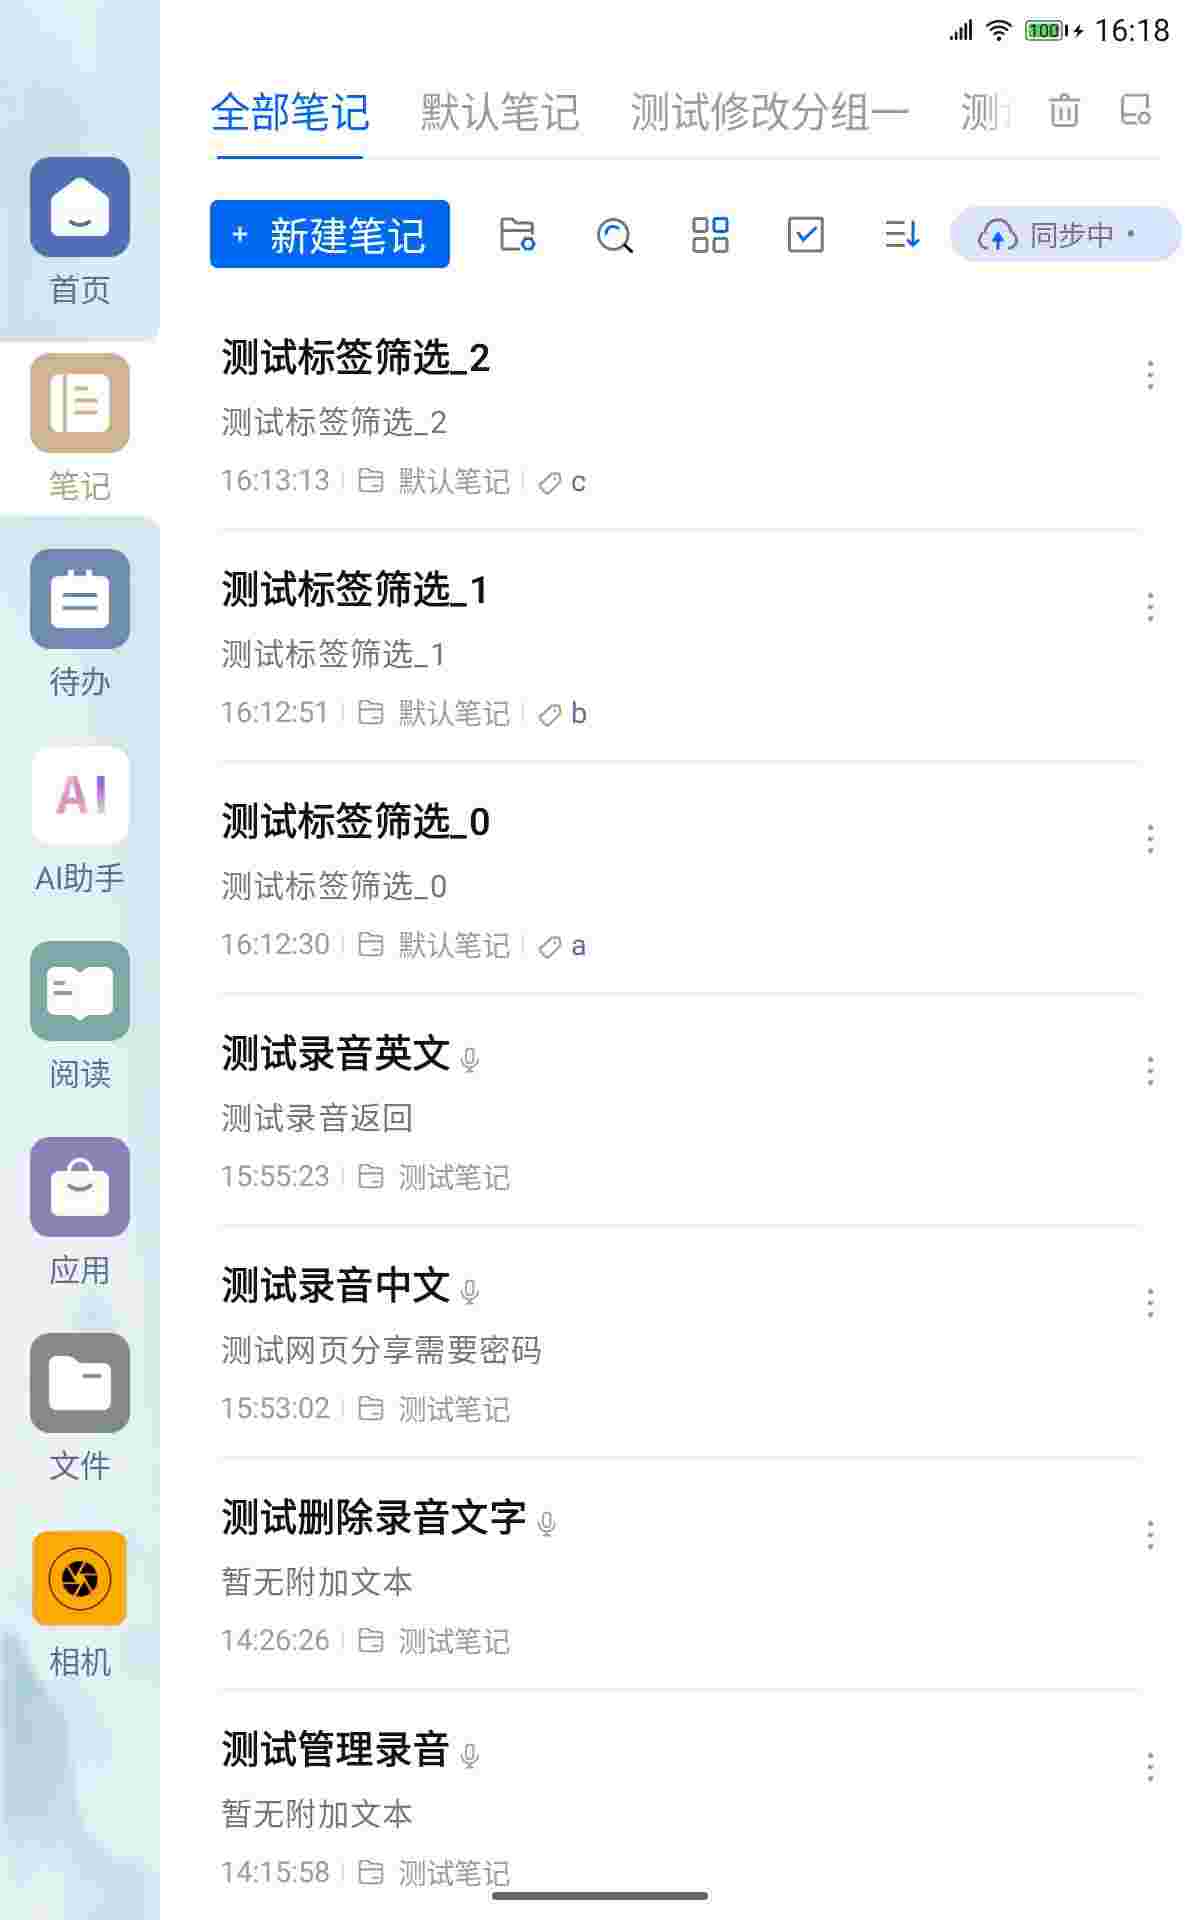 100 16:18
全部笔记 默认笔记 测试修改分组一 测
+ 新建笔记 同步中
首页
笔记
待办
AI
AI助手
阅读
应用
文件
相机
测试标签筛选_2
测试标签筛选_2
16:13:13 默认笔记 c
测试标签筛选_1
测试标签筛选_1
16:12:51 默认笔记 b
测试标签筛选_0
测试标签筛选_0
16:12:30 默认笔记 a
测试录音英文
测试录音返回
15:55:23 测试笔记
测试录音中文
测试网页分享需要密码
15:53:02 测试笔记
测试删除录音文字
暂无附加文本
14:26:26 测试笔记
测试管理录音
暂无附加文本
14:15:58 测试笔记